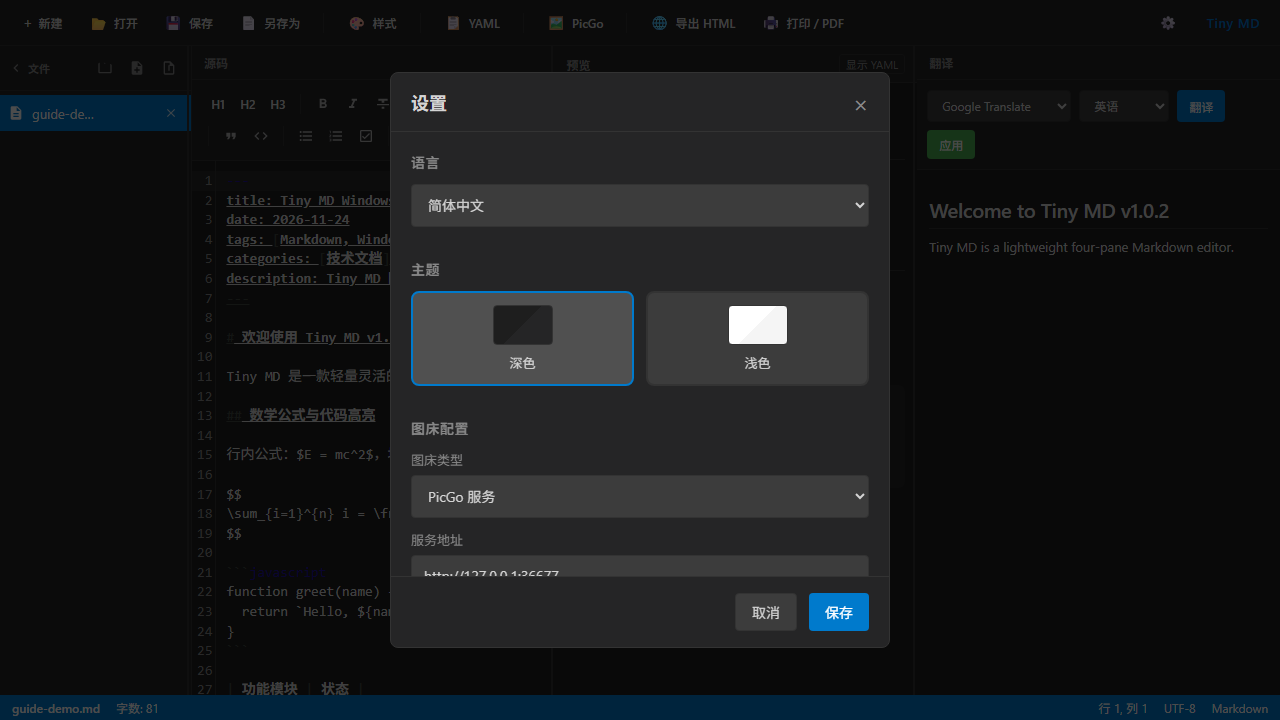 + 新建
打开
保存
另存为
样式
YAML
PicGo
导出 HTML
打印 / PDF
Tiny MD
文件
源码
预览
显示 YAML
翻译
guide-de...
H1 H2 H3 B I
Google Translate
英语
翻译
应用
设置
语言
简体中文
主题
深色
浅色
图床配置
图床类型
PicGo 服务
服务地址
http://127.0.0.1:36677
取消
保存
1
2 title: Tiny MD Windows
3 date: 2026-11-24
4 tags: [Markdown, Wind
5 categories: [技术文档]
6 description: Tiny MD
7 ---
8
9 # 欢迎使用 Tiny MD v1.
10
11 Tiny MD 是一款轻量灵活的
12
13 ## 数学公式与代码高亮
14
15 行内公式：$E = mc^2$，
16
17 $$
18 \sum_{i=1}^{n} i = \f
19 $$
20
21 ```
22 function greet(name)
23 return `Hello, ${na
24 }
25 ```
26
27 | 功能模块 | 状态 |
Welcome to Tiny MD v1.0.2
Tiny MD is a lightweight four-pane Markdown editor.
guide-demo.md
字数: 81
行 1, 列 1
UTF-8
Markdown